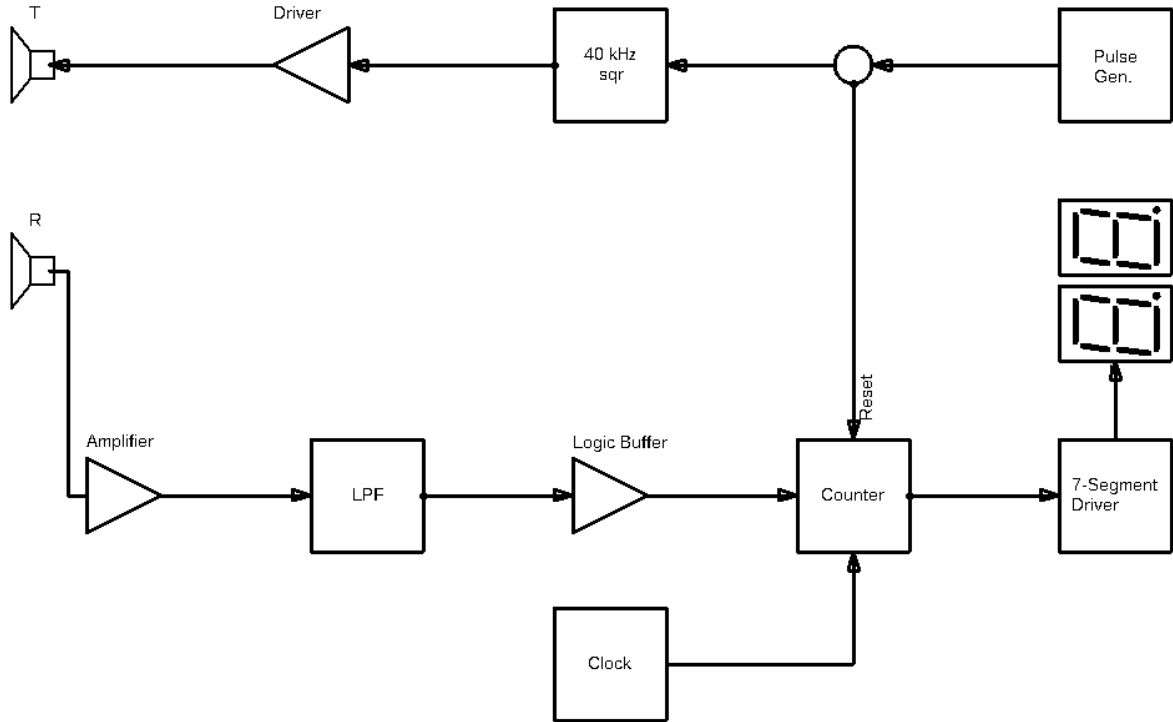 T
Driver
40 kHz
sqr
Pulse
Gen.
R
Reset
Amplifier
LPF
Logic Buffer
Counter
7-Segment
Driver
Clock